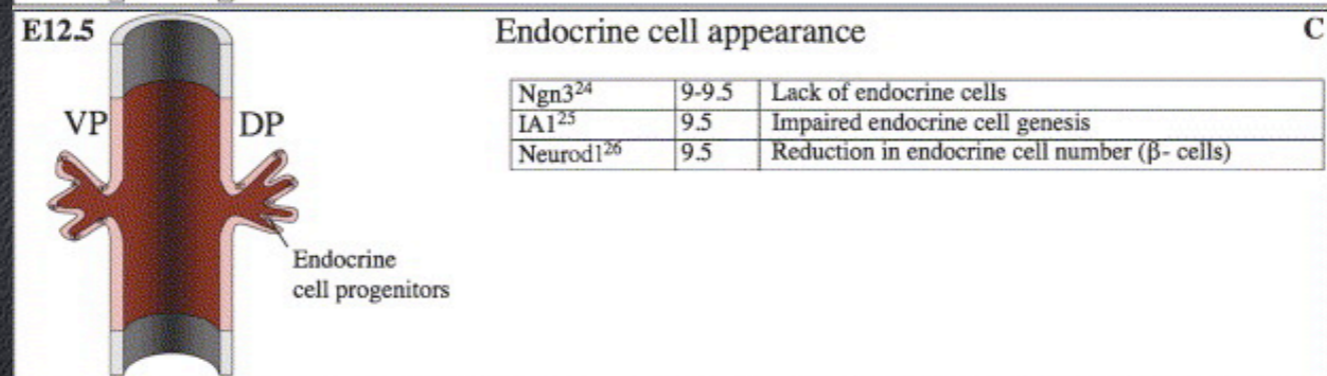 E12.5 Endocrine cell appearance C
Ngn3²⁴ 9-9.5 Lack of endocrine cells
IA1²⁵ 9.5 Impaired endocrine cell genesis
Neurod1²⁶ 9.5 Reduction in endocrine cell number (β- cells)
VP DP
Endocrine
cell progenitors